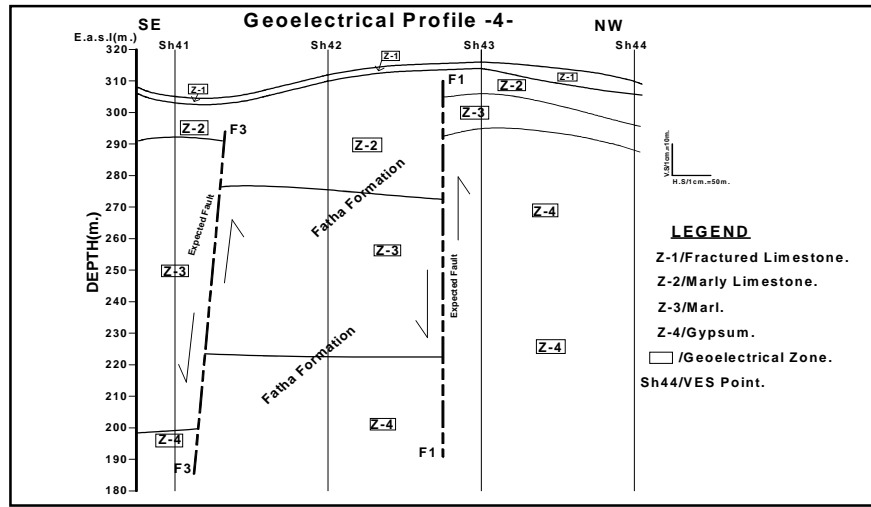 Geoelectrical Profile -4-
SE
NW
E.a.s.l(m.)
Sh41
Sh42
Sh43
Sh44
320
310
300
290
280
270
260
250
240
230
220
210
200
190
180
DEPTH(m.)
Z-1
Z-1
Z-1
Z-2
Z-2
Z-2
Z-3
Z-3
Z-3
Z-4
Z-4
Z-4
Z-4
F3
F3
F1
F1
Expected Fault
Expected Fault
Fatha Formation
Fatha Formation
V.S/1cm.=10m.
H.S/1cm.=50m.
LEGEND
Z-1/Fractured Limestone.
Z-2/Marly Limestone.
Z-3/Marl.
Z-4/Gypsum.
/Geoelectrical Zone.
Sh44/VES Point.